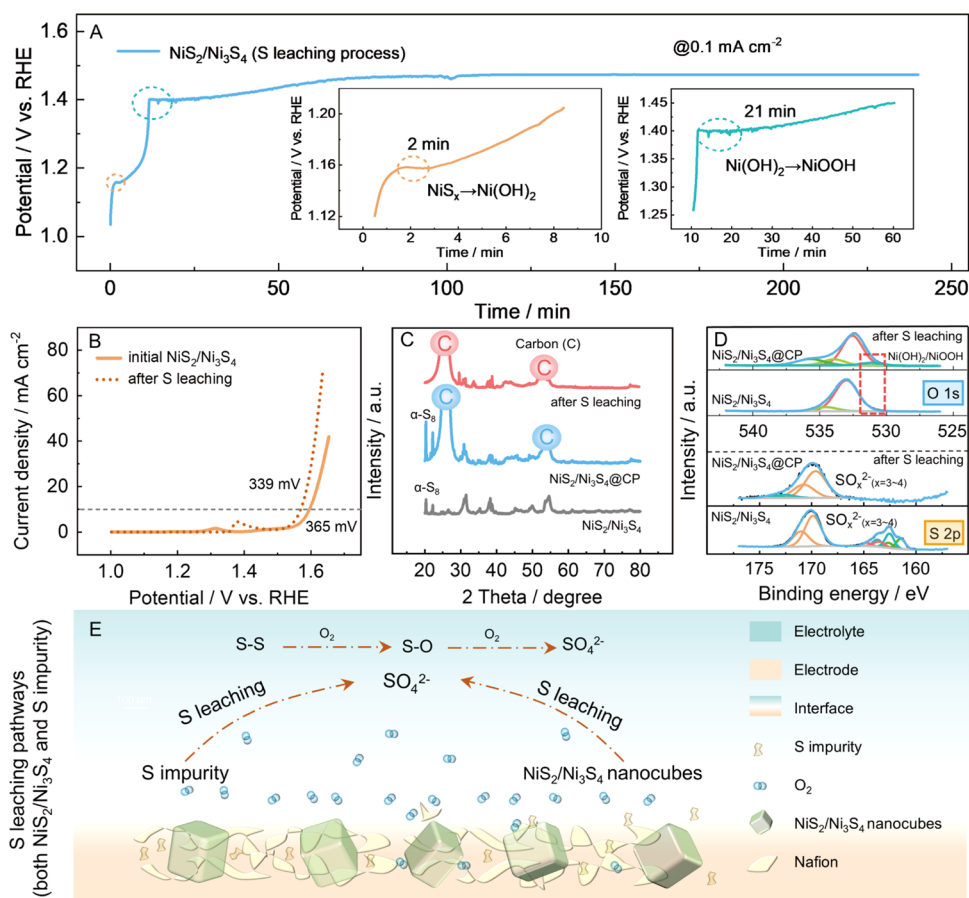 A
NiS2/Ni3S4 (S leaching process)
@0.1 mA cm-2
Potential / V vs. RHE
1.6
1.4
1.2
1.0
0
50
100
150
200
250
Time / min
Potential / V vs. RHE
1.20
1.16
1.12
2 min
NiSx→Ni(OH)2
0
2
4
6
8
10
Time / min
Potential / V vs. RHE
1.45
1.40
1.35
1.30
1.25
21 min
Ni(OH)2→NiOOH
10
20
30
40
50
60
Time / min
B
initial NiS2/Ni3S4
after S leaching
339 mV
365 mV
Current density / mA cm-2
80
60
40
20
10
0
1.0
1.2
1.4
1.6
Potential / V vs. RHE
C
Carbon (C)
C
C
after S leaching
α-S8
C
C
NiS2/Ni3S4@CP
α-S8
NiS2/Ni3S4
Intensity / a.u.
20
30
40
50
60
70
80
2 Theta / degree
D
after S leaching
NiS2/Ni3S4@CP
Ni(OH)2/NiOOH
NiS2/Ni3S4
O 1s
540
535
530
525
NiS2/Ni3S4@CP
after S leaching
SOx2-(x=3~4)
NiS2/Ni3S4
SOx2-(x=3~4)
S 2p
Intensity / a.u.
175
170
165
160
Binding energy / eV
E
S leaching pathways
(both NiS2/Ni3S4 and S impurity)
S-S
O2
S-O
O2
SO42-
SO42-
S leaching
S leaching
S impurity
NiS2/Ni3S4 nanocubes
Electrolyte
Electrode
Interface
S impurity
O2
NiS2/Ni3S4 nanocubes
Nafion